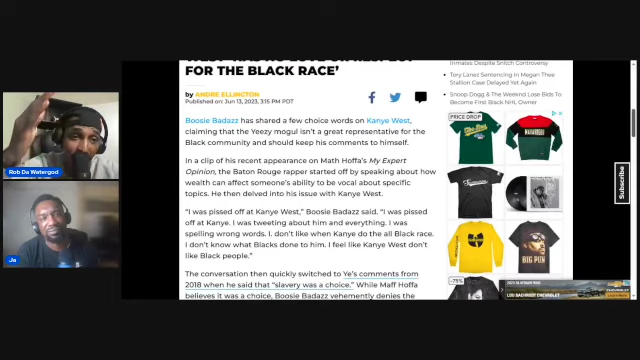 FOR THE BLACK RACE’
by ANDRE ELLINGTON
Published on: Jun 13, 2023, 3:15 PM PDT
Boosie Badazz has shared a few choice words on Kanye West,
claiming that the Yeezy mogul isn’t a great representative for the
Black community and should keep his comments to himself.
In a clip of his recent appearance on Math Hoffa’s My Expert
Opinion, the Baton Rouge rapper started off by speaking about how
wealth can affect someone’s ability to be vocal about specific
topics. He then delved into his issue with Kanye West.
“I was pissed off at Kanye West,” Boosie Badazz said. “I was pissed
off at Kanye. I was tweeting about him and everything. I was
spelling wrong words. I don’t like when Kanye do the all Black race.
I don’t know what Blacks done to him. I feel like Kanye West don’t
like Black people.”
The conversation then quickly switched to Ye’s comments from
2018 when he said that “slavery was a choice.” While Maff Hoffa
believes it was a choice, Boosie Badazz vehemently denies the
Inmates Despite Snitch Controversy
Tory Lanez Sentencing In Megan Thee
Stallion Case Delayed Yet Again
Snoop Dogg & The Weeknd Lose Bids To
Become First Black NHL Owner
PRICE DROP
WATERGOD
BIG PUN
-75%
LOU BACHRODT CHEVROLET
CHEVROLET
Subscribe
Rob Da Watergod
Ja